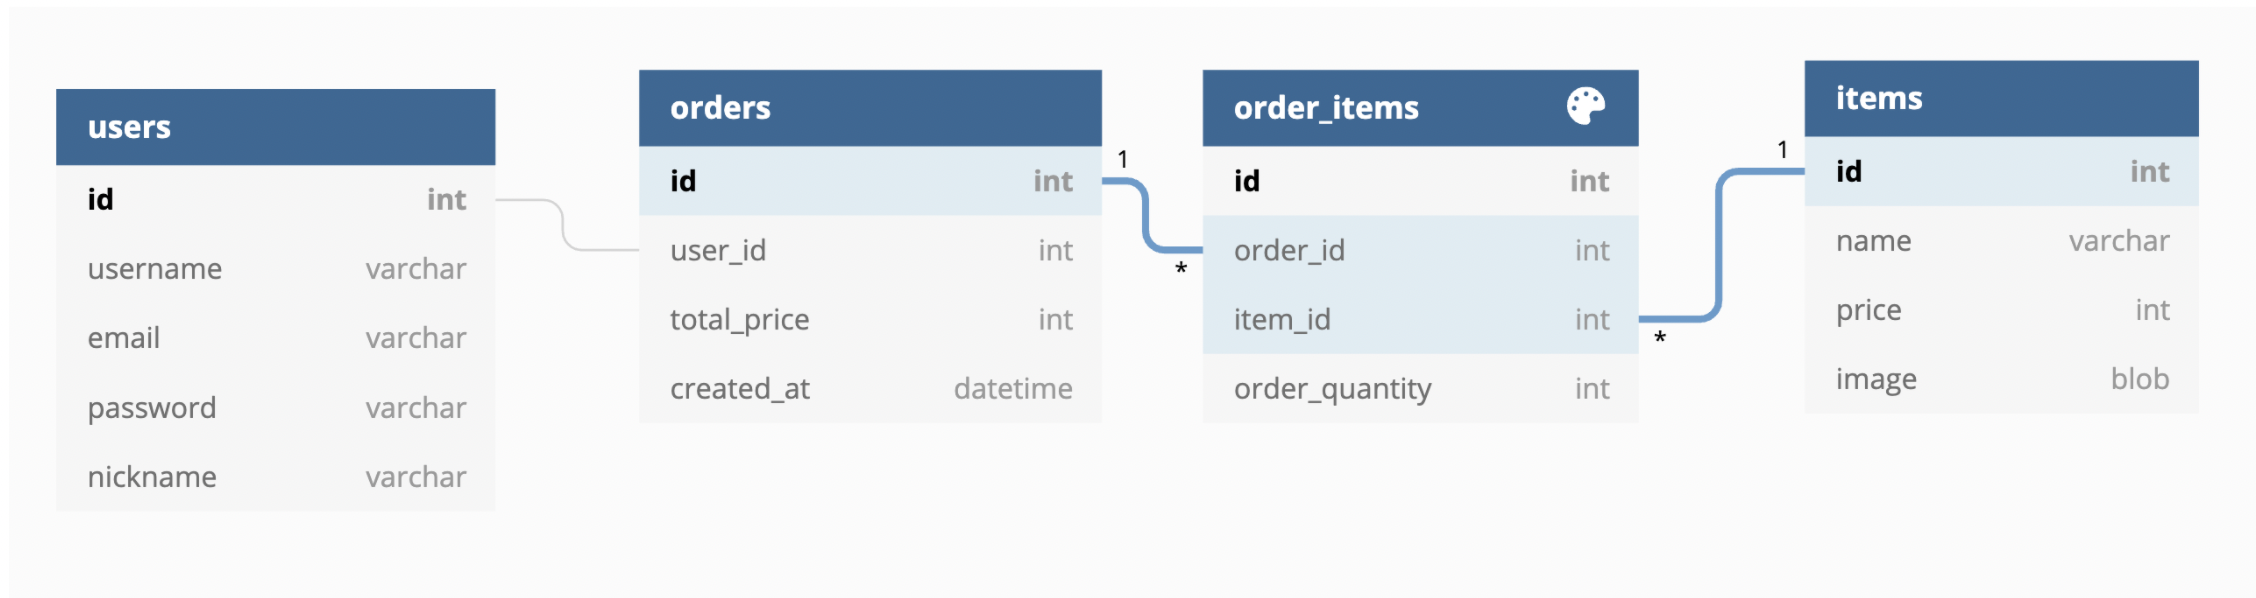 users
id int
username varchar
email varchar
password varchar
nickname varchar
orders
id int
user_id int
total_price int
created_at datetime
1
*
order_items
id int
order_id int
item_id int
order_quantity int
*
1
items
id int
name varchar
price int
image blob